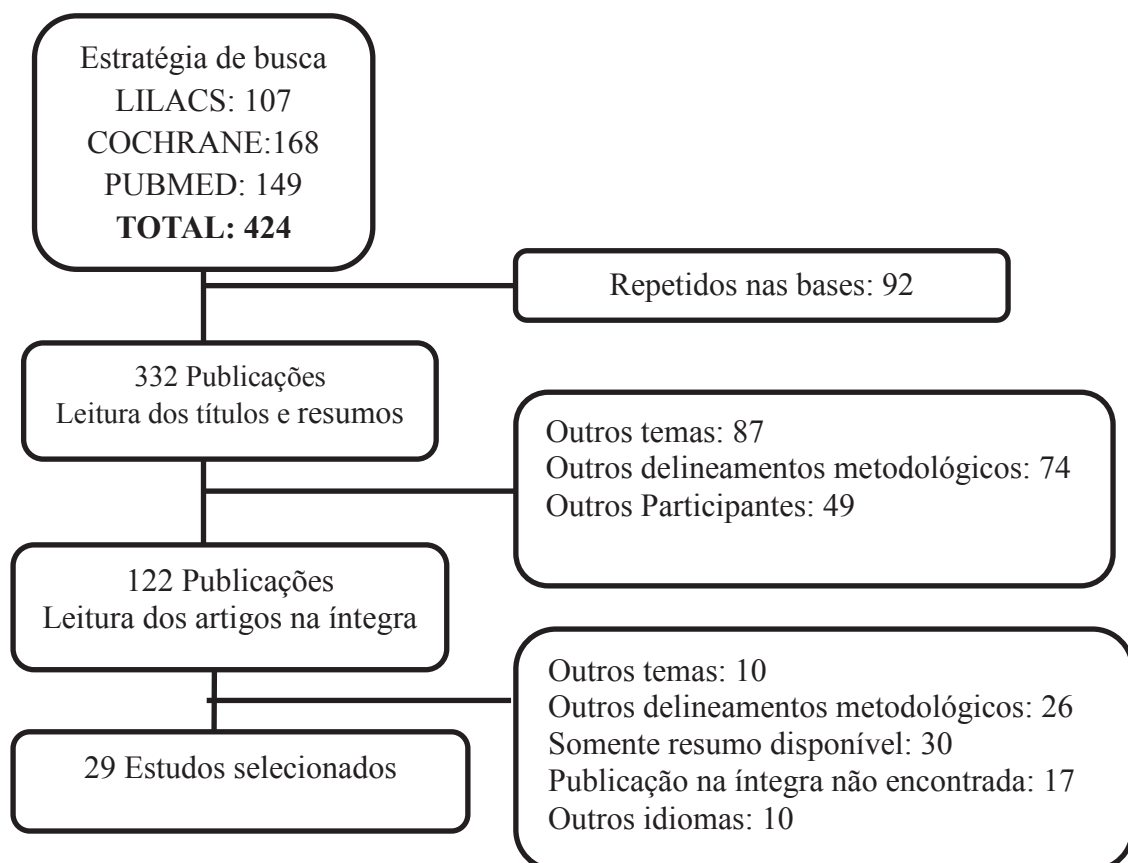 Estratégia de busca
LILACS: 107
COCHRANE:168
PUBMED: 149
TOTAL: 424
Repetidos nas bases: 92
332 Publicações
Leitura dos títulos e resumos
Outros temas: 87
Outros delineamentos metodológicos: 74
Outros Participantes: 49
122 Publicações
Leitura dos artigos na íntegra
Outros temas: 10
Outros delineamentos metodológicos: 26
Somente resumo disponível: 30
Publicação na íntegra não encontrada: 17
Outros idiomas: 10
29 Estudos selecionados